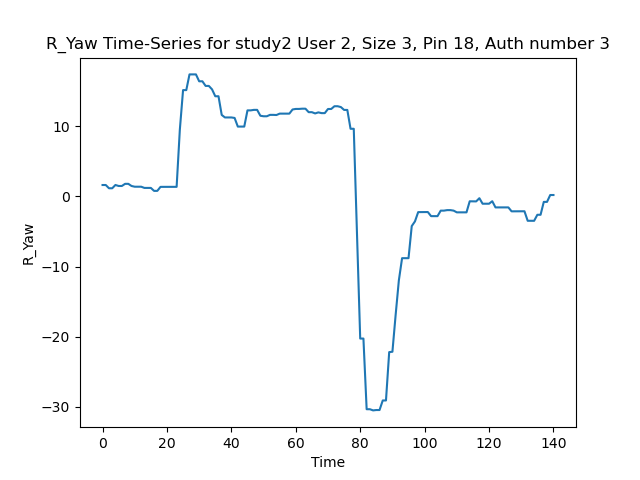 R_Yaw Time-Series for study2 User 2, Size 3, Pin 18, Auth number 3
10
0
−10
−20
−30
R_Yaw
0 20 40 60 80 100 120 140
Time